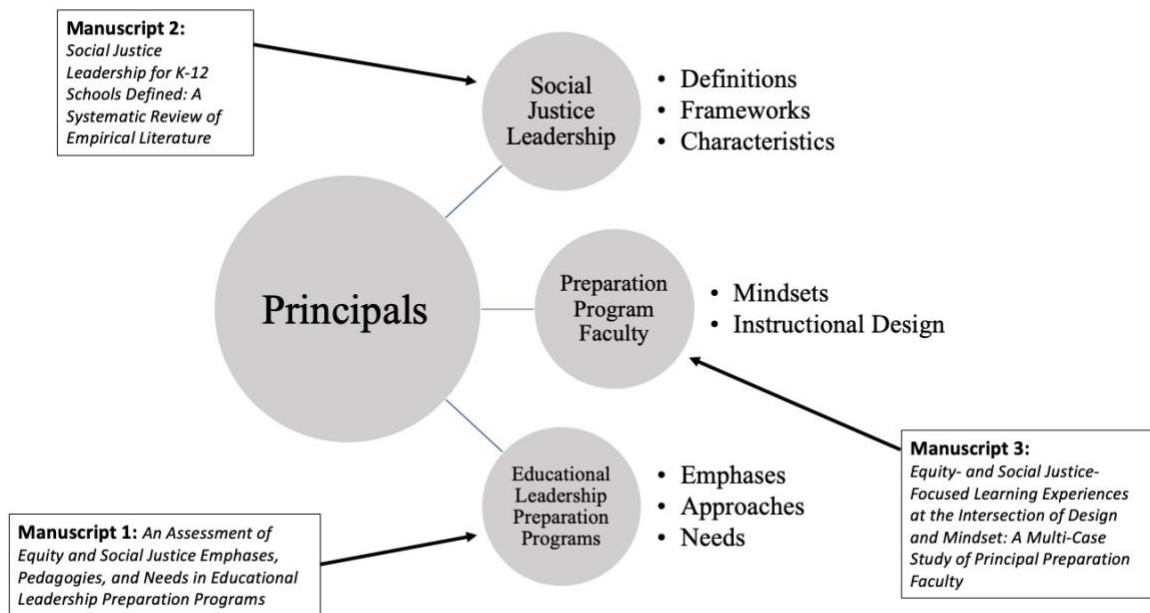 Manuscript 2:
Social Justice
Leadership for K-12
Schools Defined: A
Systematic Review of
Empirical Literature
Social
Justice
Leadership
• Definitions
• Frameworks
• Characteristics
Principals
Preparation
Program
Faculty
• Mindsets
• Instructional Design
Educational
Leadership
Preparation
Programs
• Emphases
• Approaches
• Needs
Manuscript 1: An Assessment of
Equity and Social Justice Emphases,
Pedagogies, and Needs in Educational
Leadership Preparation Programs
Manuscript 3:
Equity- and Social Justice-
Focused Learning Experiences
at the Intersection of Design
and Mindset: A Multi-Case
Study of Principal Preparation
Faculty